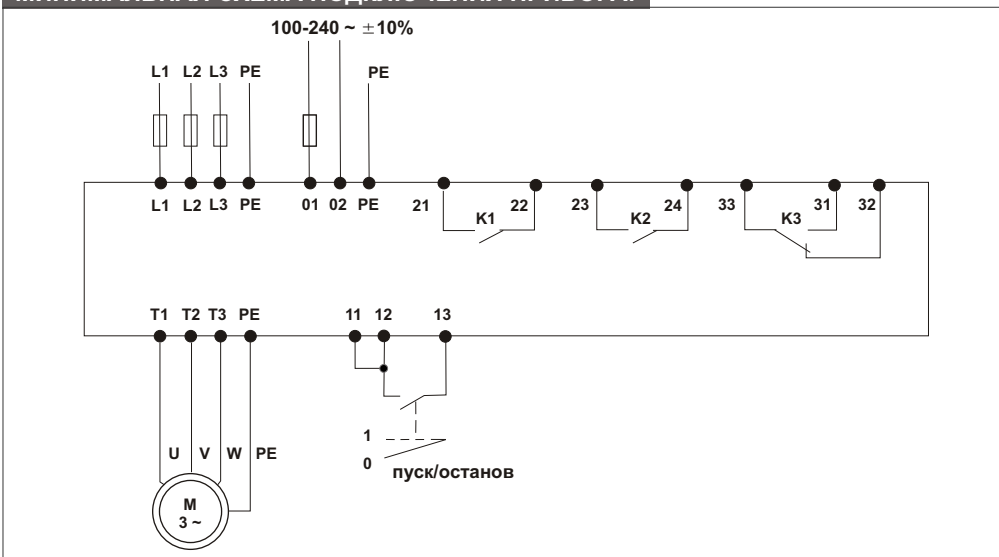 100-240 ~ ±10%
L1 L2 L3 PE PE
L1 L2 L3 PE 01 02 PE 21 22 23 24 33 31 32
K1 K2 K3
T1 T2 T3 PE 11 12 13
1
U V W PE
0
пуск/останов
M
3 ~